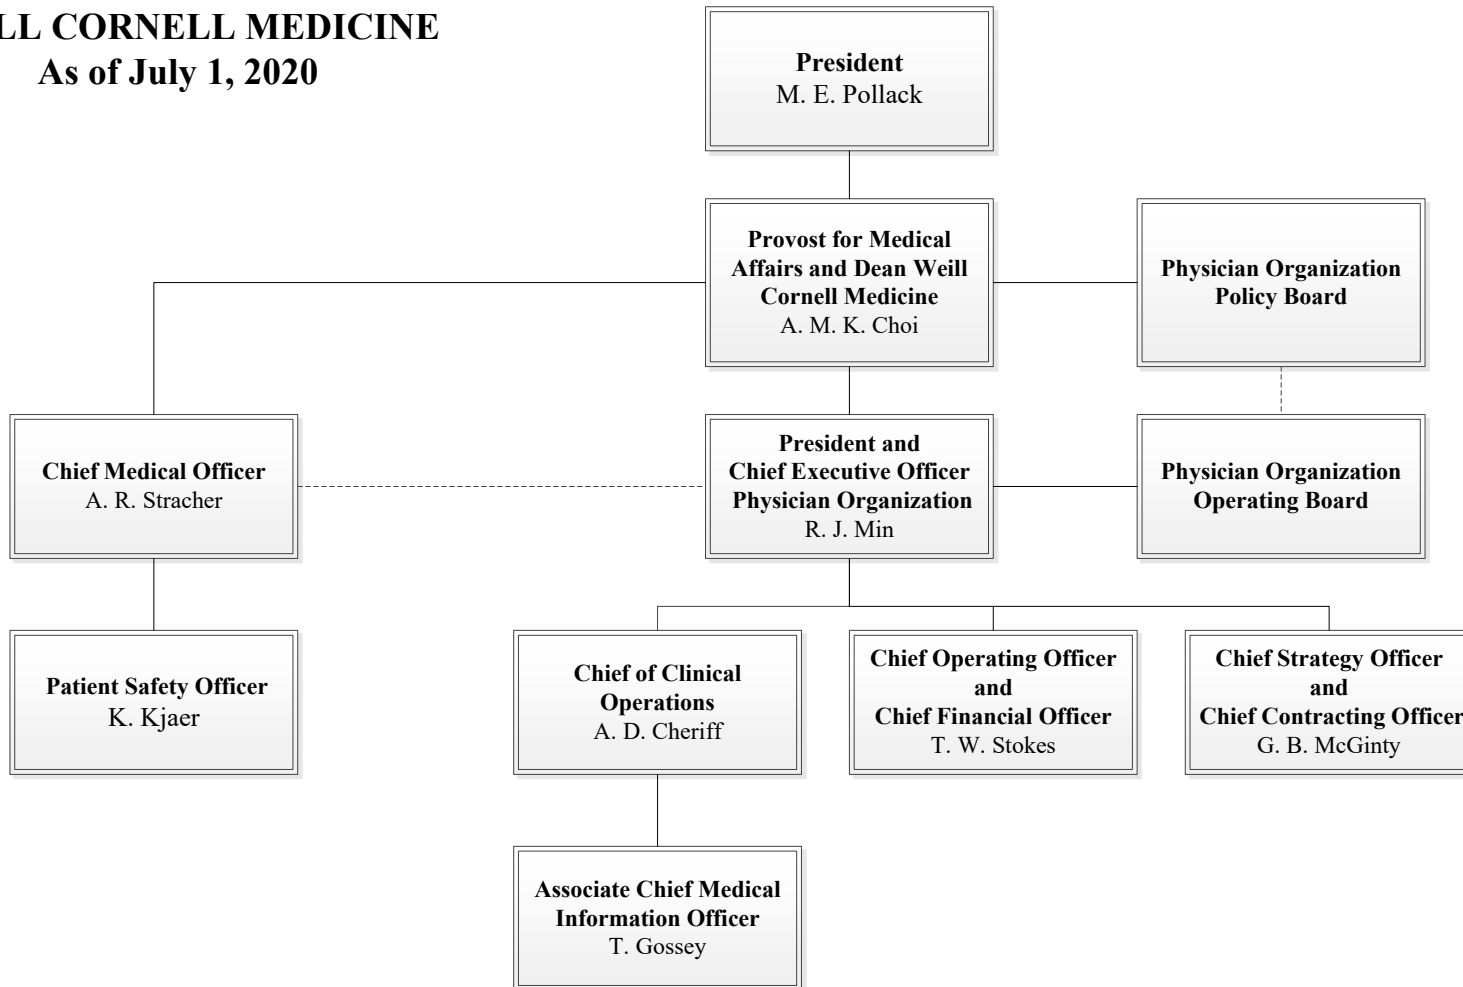 LL CORNELL MEDICINE
As of July 1, 2020
President
M. E. Pollack
Provost for Medical
Affairs and Dean Weill
Cornell Medicine
A. M. K. Choi
Physician Organization
Policy Board
Chief Medical Officer
A. R. Stracher
President and
Chief Executive Officer
Physician Organization
R. J. Min
Physician Organization
Operating Board
Patient Safety Officer
K. Kjaer
Chief of Clinical
Operations
A. D. Cheriff
Chief Operating Officer
and
Chief Financial Officer
T. W. Stokes
Chief Strategy Officer
and
Chief Contracting Officer
G. B. McGinty
Associate Chief Medical
Information Officer
T. Gossey